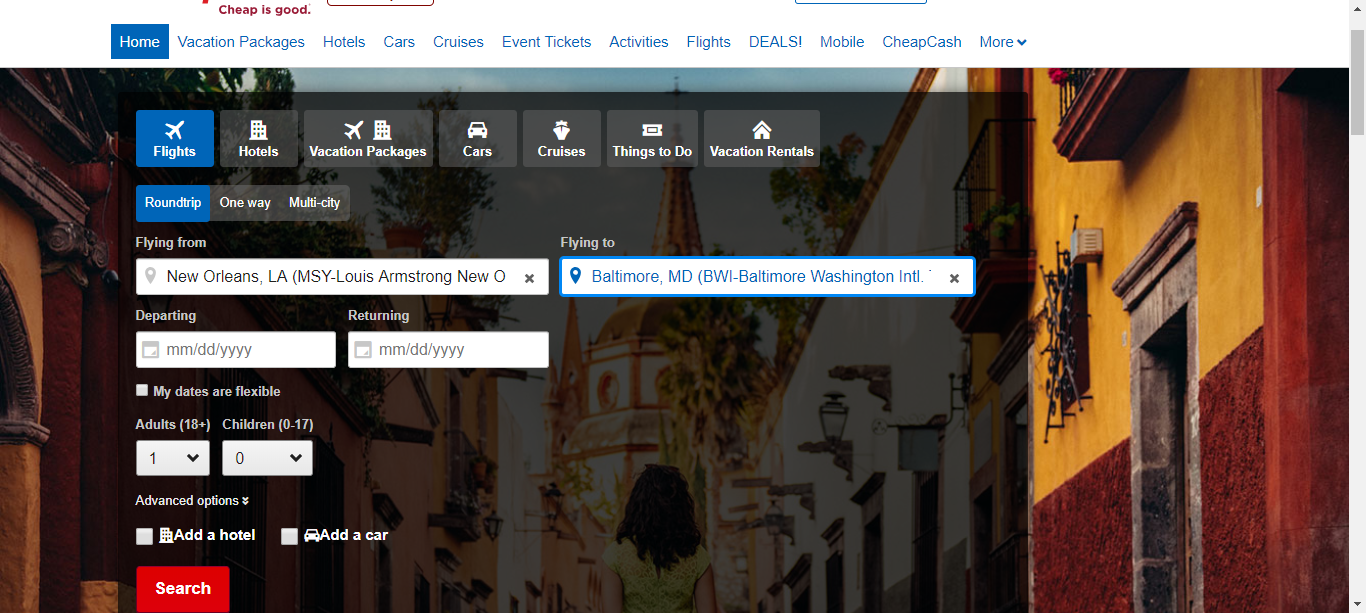 Cheap is good.
Home Vacation Packages Hotels Cars Cruises Event Tickets Activities Flights DEALS! Mobile CheapCash More
Flights Hotels Vacation Packages Cars Cruises Things to Do Vacation Rentals
Roundtrip One way Multi-city
Flying from Flying to
New Orleans, LA (MSY-Louis Armstrong New O Baltimore, MD (BWI-Baltimore Washington Intl.
Departing Returning
mm/dd/yyyy mm/dd/yyyy
My dates are flexible
Adults (18+) Children (0-17)
1 0
Advanced options
Add a hotel Add a car
Search